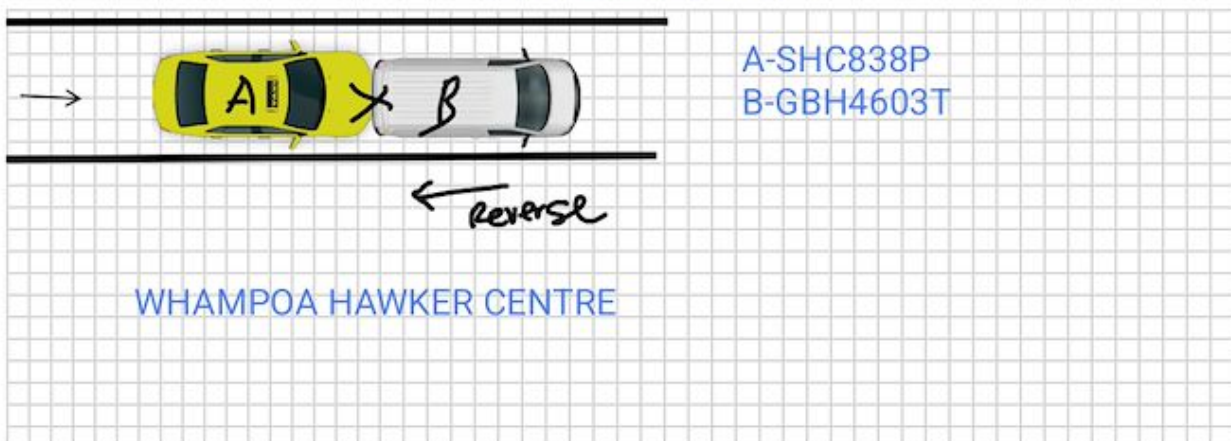 A-SHC838P
B-GBH4603T
A X B
Reverse
WHAMPOA HAWKER CENTRE